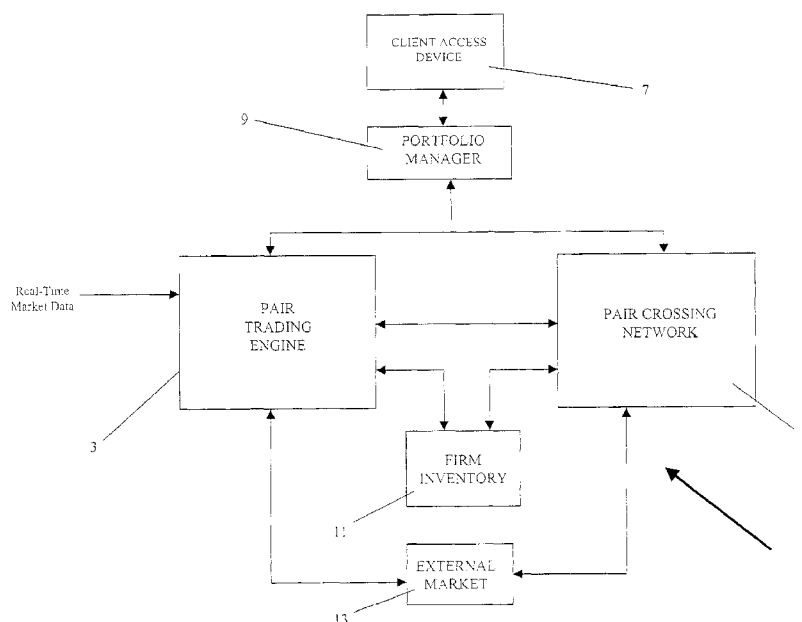 CLIENT ACCESS
DEVICE
7
9
PORTFOLIO
MANAGER
Real-Time
Market Data
PAIR
TRADING
ENGINE
PAIR CROSSING
NETWORK
3
FIRM
INVENTORY
11
EXTERNAL
MARKET
13